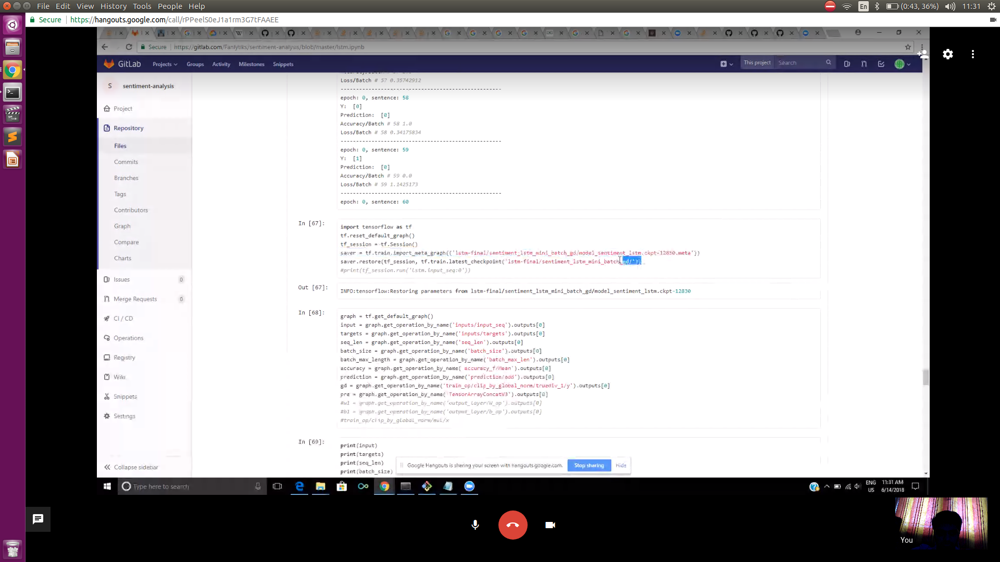 File Edit View History Tools People Help
En (0:43, 36%) 11:31
Secure https://hangouts.google.com/call/rPPeelS0eJ1a1rm3G7tFAAEE
Secure https://gitlab.com/Fanlytiks/sentiment-analysis/blob/master/lstm.ipynb
GitLab Projects Groups Activity Milestones Snippets This project Search
S sentiment-analysis
Project
Repository
Files
Commits
Branches
Tags
Contributors
Graph
Compare
Charts
Issues 0
Merge Requests 0
CI / CD
Operations
Registry
Wiki
Snippets
Settings
Collapse sidebar
Loss/Batch # 57 0.35742912
--------------------------------------------------
epoch: 0, sentence: 58
Y: [0]
Prediction: [0]
Accuracy/Batch # 58 1.0
Loss/Batch # 58 0.34175834
--------------------------------------------------
epoch: 0, sentence: 59
Y: [1]
Prediction: [0]
Accuracy/Batch # 59 0.0
Loss/Batch # 59 1.1425173
--------------------------------------------------
epoch: 0, sentence: 60
In [67]:
import tensorflow as tf
tf.reset_default_graph()
tf_session = tf.Session()
saver = tf.train.import_meta_graph(('lstm-final/sentiment_lstm_mini_batch_gd/model_sentiment_lstm.ckpt-12830.meta'))
saver.restore(tf_session, tf.train.latest_checkpoint('lstm-final/sentiment_lstm_mini_batch_gd/'))
#print(tf_session.run('lstm.input_seq:0'))
Out [67]:
INFO:tensorflow:Restoring parameters from lstm-final/sentiment_lstm_mini_batch_gd/model_sentiment_lstm.ckpt-12830
In [68]:
graph = tf.get_default_graph()
input = graph.get_operation_by_name('inputs/input_seq').outputs[0]
targets = graph.get_operation_by_name('inputs/targets').outputs[0]
seq_len = graph.get_operation_by_name('seq_len').outputs[0]
batch_size = graph.get_operation_by_name('batch_size').outputs[0]
batch_max_length = graph.get_operation_by_name('batch_max_len').outputs[0]
accuracy = graph.get_operation_by_name('accuracy_f/Mean').outputs[0]
prediction = graph.get_operation_by_name('prediction/add').outputs[0]
gd = graph.get_operation_by_name('train_op/clip_by_global_norm/truediv_1/y').outputs[0]
pre = graph.get_operation_by_name('TensorArrayConcatV3').outputs[0]
#w1 = graph.get_operation_by_name('output_layer/W_op').outputs[0]
#b1 = graph.get_operation_by_name('output_layer/b_op').outputs[0]
#train_op/clip_by_global_norm/mul/x
In [69]:
print(input)
print(targets)
print(seq_len)
print(batch_size)
Google Hangouts is sharing your screen with hangouts.google.com. Stop sharing Hide
Type here to search
ENG 11:31 AM
US 6/14/2018
You